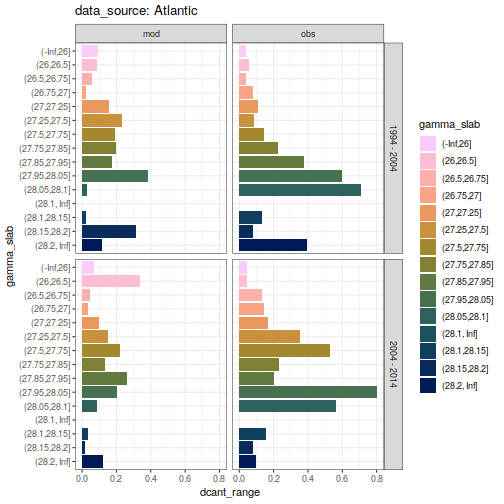 data_source: Atlantic
mod
obs
(-Inf,26]
(26,26.5]
(26.5,26.75]
(26.75,27]
(27,27.25]
(27.25,27.5]
(27.5,27.75]
(27.75,27.85]
(27.85,27.95]
(27.95,28.05]
(28.05,28.1]
(28.1, Inf]
(28.1,28.15]
(28.15,28.2]
(28.2, Inf]
1994 - 2004
(-Inf,26]
(26,26.5]
(26.5,26.75]
(26.75,27]
(27,27.25]
(27.25,27.5]
(27.5,27.75]
(27.75,27.85]
(27.85,27.95]
(27.95,28.05]
(28.05,28.1]
(28.1, Inf]
(28.1,28.15]
(28.15,28.2]
(28.2, Inf]
2004 - 2014
gamma_slab
0.0 0.2 0.4 0.6 0.8
0.0 0.2 0.4 0.6 0.8
dcant_range
gamma_slab
(-Inf,26]
(26,26.5]
(26.5,26.75]
(26.75,27]
(27,27.25]
(27.25,27.5]
(27.5,27.75]
(27.75,27.85]
(27.85,27.95]
(27.95,28.05]
(28.05,28.1]
(28.1, Inf]
(28.1,28.15]
(28.15,28.2]
(28.2, Inf]